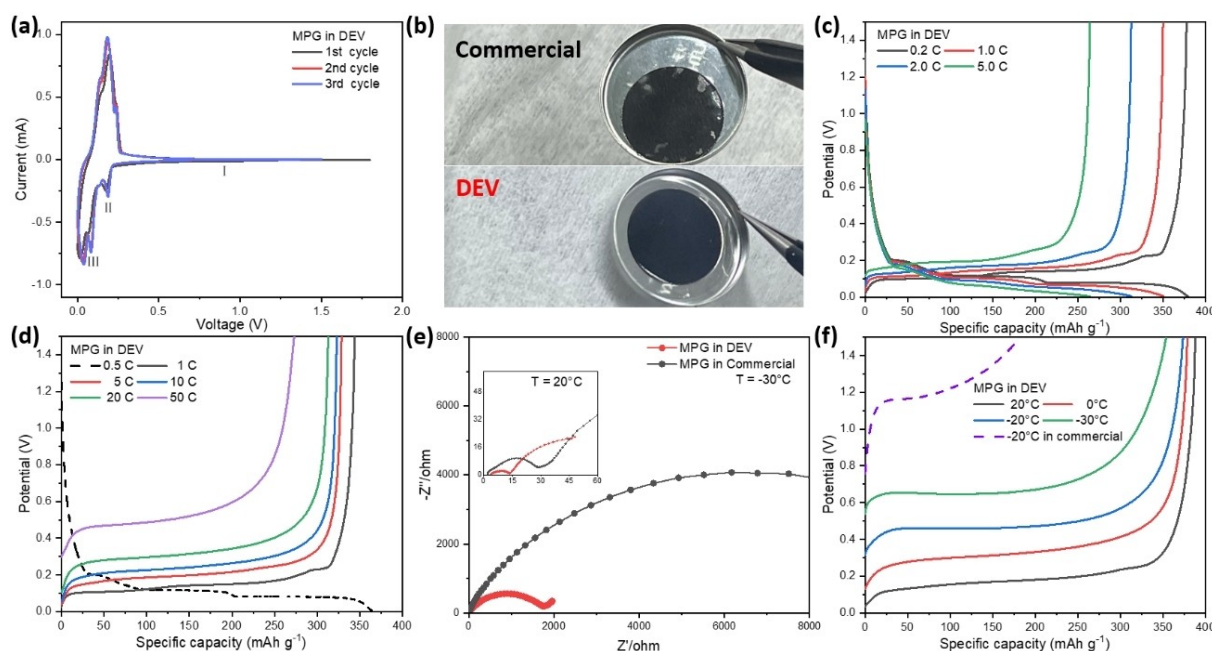 (a)
MPG in DEV
1st cycle
2nd cycle
3rd cycle
1.0
0.5
0.0
-0.5
-1.0
Current (mA)
I
II
III
0.0 0.5 1.0 1.5 2.0
Voltage (V)
(b)
Commercial
DEV
(c)
MPG in DEV
0.2 C 1.0 C
2.0 C 5.0 C
1.4
1.2
1.0
0.8
0.6
0.4
0.2
0.0
Potential (V)
0 50 100 150 200 250 300 350 400
Specific capacity (mAh g-1)
(d)
MPG in DEV
0.5 C 1 C
5 C 10 C
20 C 50 C
1.4
1.2
1.0
0.8
0.6
0.4
0.2
0.0
Potential (V)
0 50 100 150 200 250 300 350 400
Specific capacity (mAh g-1)
(e)
MPG in DEV
MPG in Commercial
T = -30°C
T = 20°C
48
32
16
0
0 15 30 45 60
8000
6000
4000
2000
0
-Z''/ohm
0 2000 4000 6000 8000
Z'/ohm
(f)
MPG in DEV
20°C 0°C
-20°C -30°C
-20°C in commercial
1.4
1.2
1.0
0.8
0.6
0.4
0.2
0.0
Potential (V)
0 50 100 150 200 250 300 350 400
Specific capacity (mAh g-1)